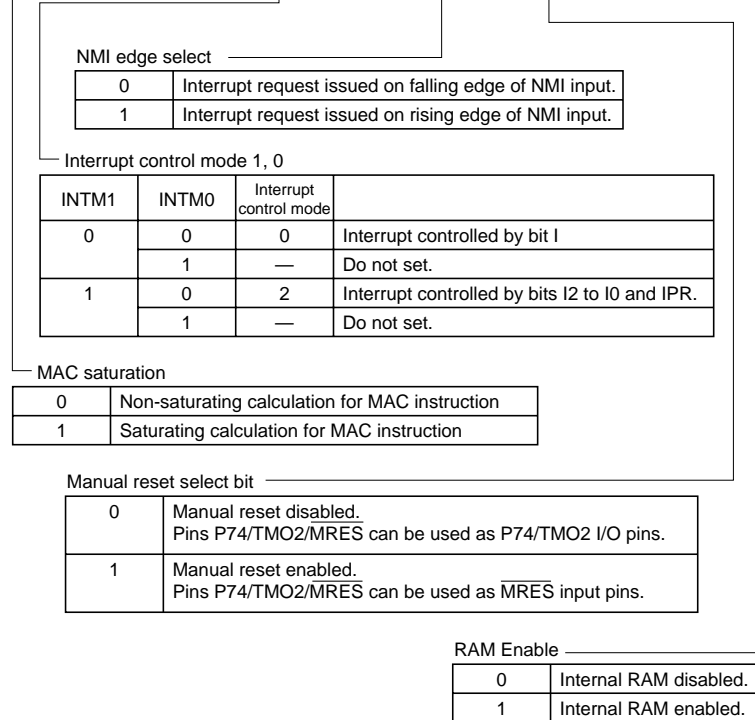 NMI edge select
0 Interrupt request issued on falling edge of NMI input.
1 Interrupt request issued on rising edge of NMI input.
Interrupt control mode 1, 0
INTM1 INTM0 Interrupt control mode
0 0 0 Interrupt controlled by bit I
1 — Do not set.
1 0 2 Interrupt controlled by bits I2 to I0 and IPR.
1 — Do not set.
MAC saturation
0 Non-saturating calculation for MAC instruction
1 Saturating calculation for MAC instruction
Manual reset select bit
0 Manual reset disabled.
Pins P74/TMO2/M̅R̅E̅S̅ can be used as P74/TMO2 I/O pins.
1 Manual reset enabled.
Pins P74/TMO2/M̅R̅E̅S̅ can be used as M̅R̅E̅S̅ input pins.
RAM Enable
0 Internal RAM disabled.
1 Internal RAM enabled.